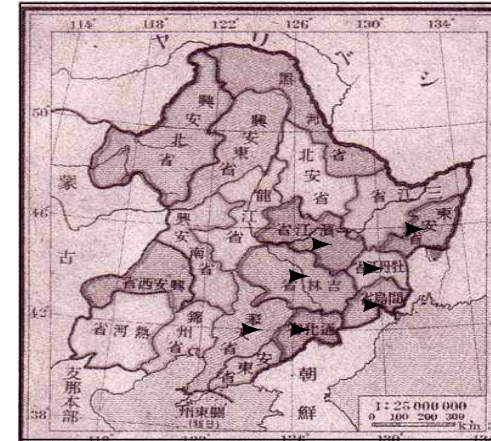 114°
118°
122°
126°
130°
134°
シベリヤ
50°
46°
42°
38°
蒙古
興安北省
興安東省
黒河省
龍江省
北安省
三江省
東安省
濱江省
牡丹江省
興安南省
興安西省
吉林省
間島省
熱河省
錦州省
奉天省
通化省
安東省
朝鮮
支那本部
關東州
1:25 000 000
0 100 200 300
km